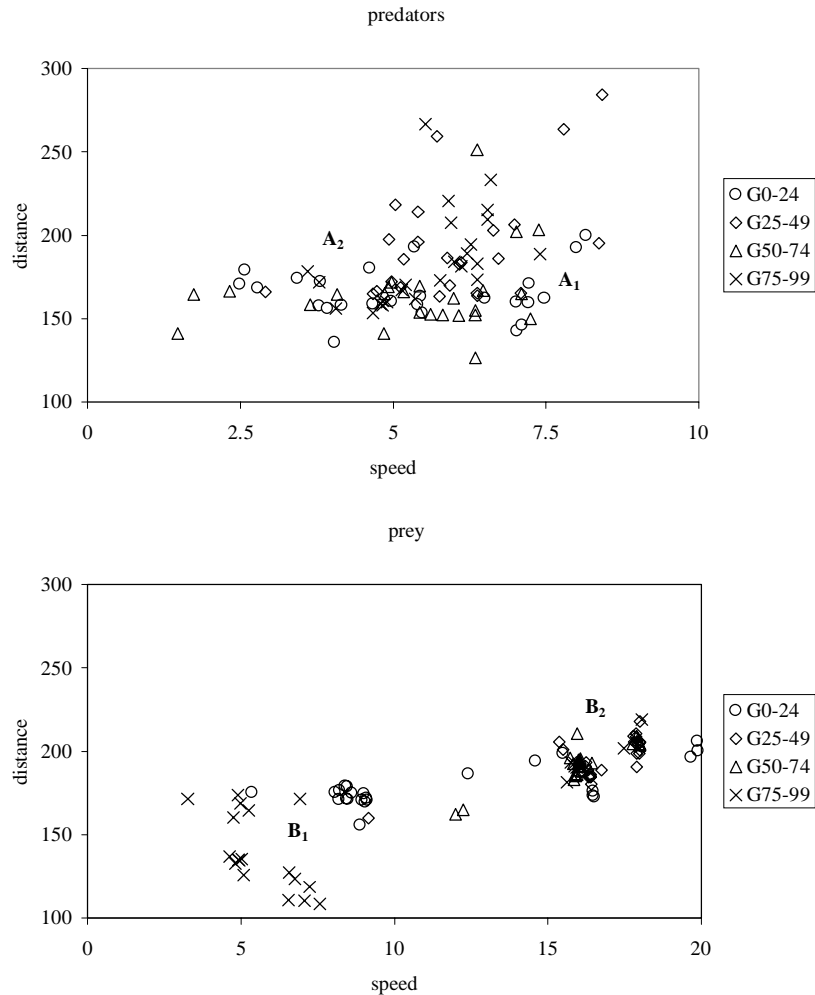 predators
300
250
200
150
100
distance
A2
A1
0 2.5 5 7.5 10
speed
G0-24
G25-49
G50-74
G75-99
prey
300
250
200
150
100
distance
B2
B1
0 5 10 15 20
speed
G0-24
G25-49
G50-74
G75-99